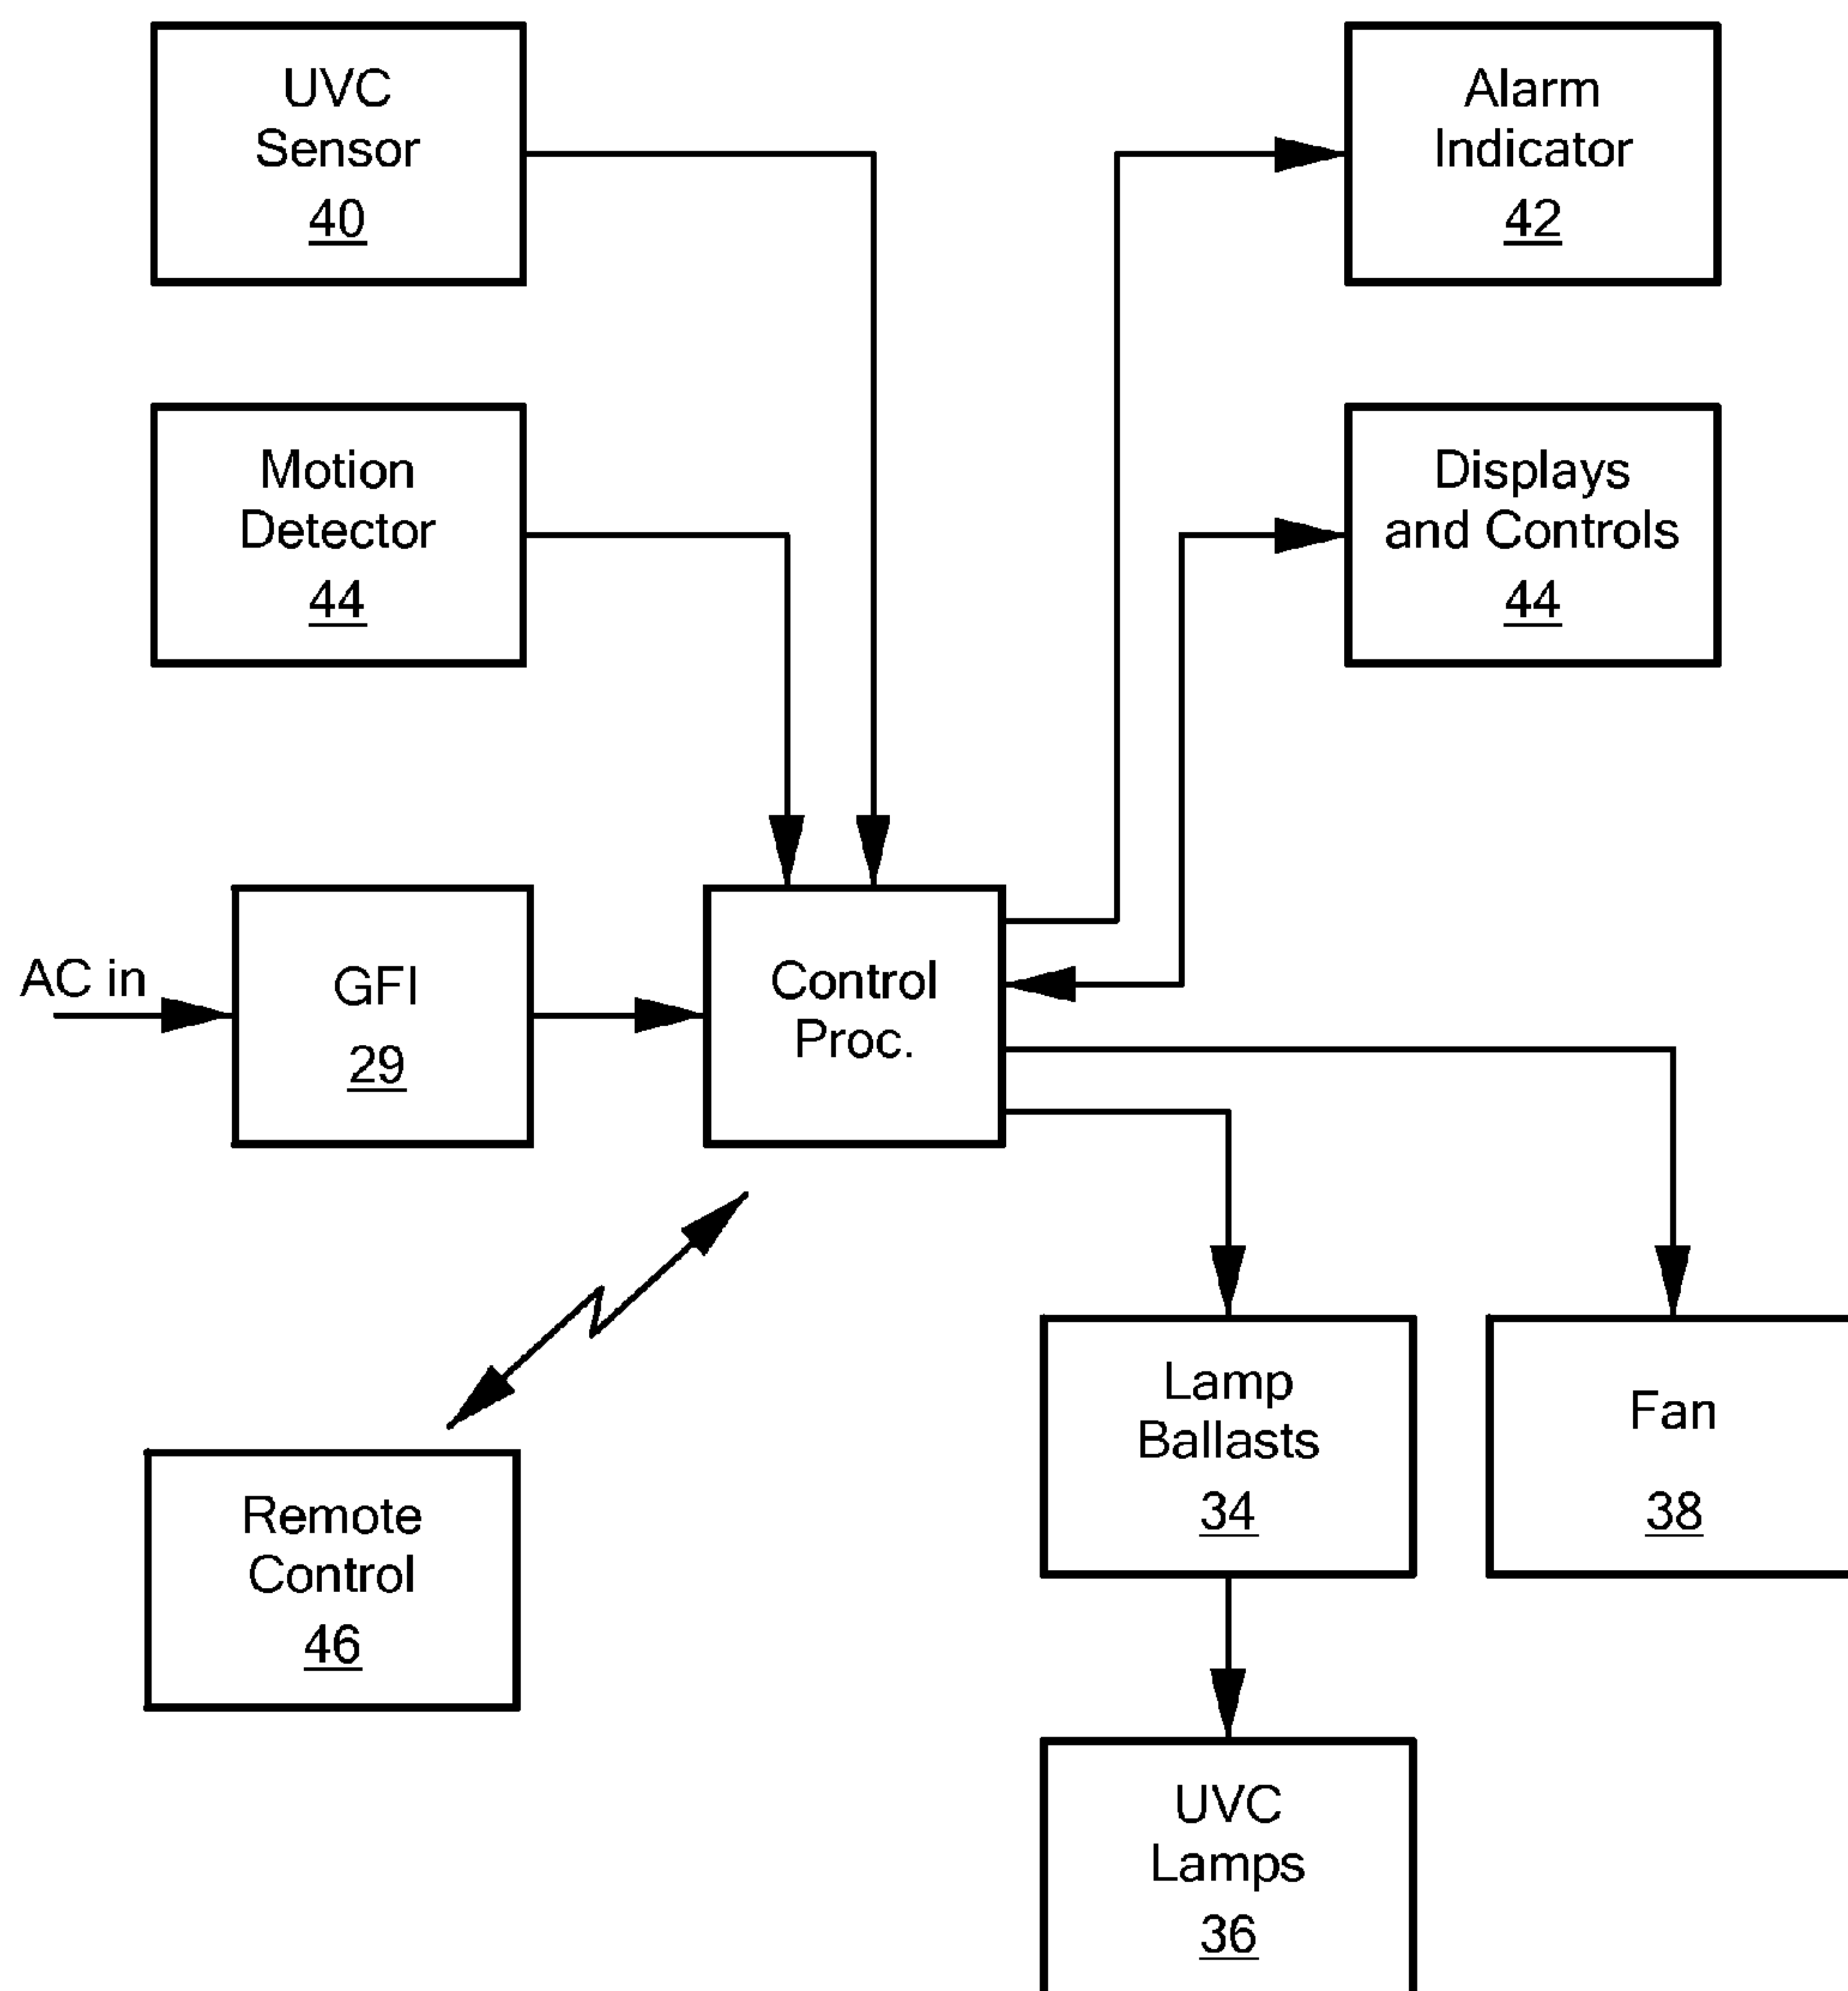 UVC
Sensor
40
Alarm
Indicator
42
Motion
Detector
44
Displays
and Controls
44
AC in
GFI
29
Control
Proc.
Lamp
Ballasts
34
Fan
38
Remote
Control
46
UVC
Lamps
36